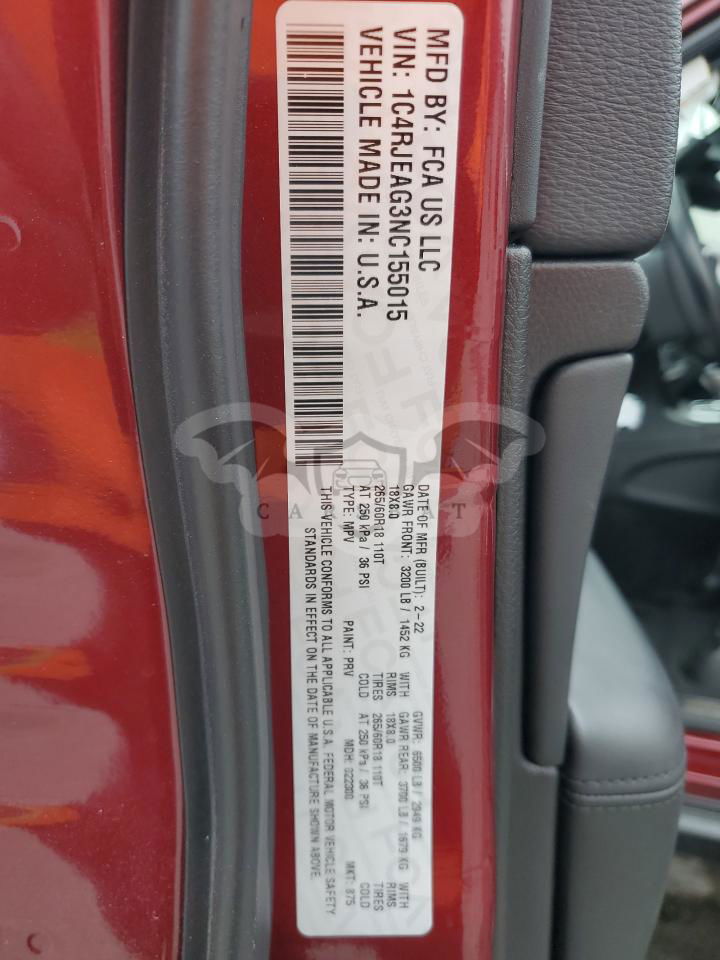 MFD BY: FCA US LLC
VIN: 1C4RJEAG3NC155015
VEHICLE MADE IN: U.S.A.
DATE OF MFR (BUILT): 2-22 GVWR: 6500 LB / 2949 KG
GAWR FRONT: 3200 LB / 1452 KG WITH GAWR REAR: 3700 LB / 1679 KG WITH
18X8.0 RIMS 18X8.0 RIMS
265/60R18 110T TIRES 265/60R18 110T TIRES
AT 250 kPa / 36 PSI COLD AT 250 kPa / 36 PSI COLD
TYPE: MPV PAINT: PRV MDH: 022300 MKT: 875
THIS VEHICLE CONFORMS TO ALL APPLICABLE U.S.A. FEDERAL MOTOR VEHICLE SAFETY
STANDARDS IN EFFECT ON THE DATE OF MANUFACTURE SHOWN ABOVE.